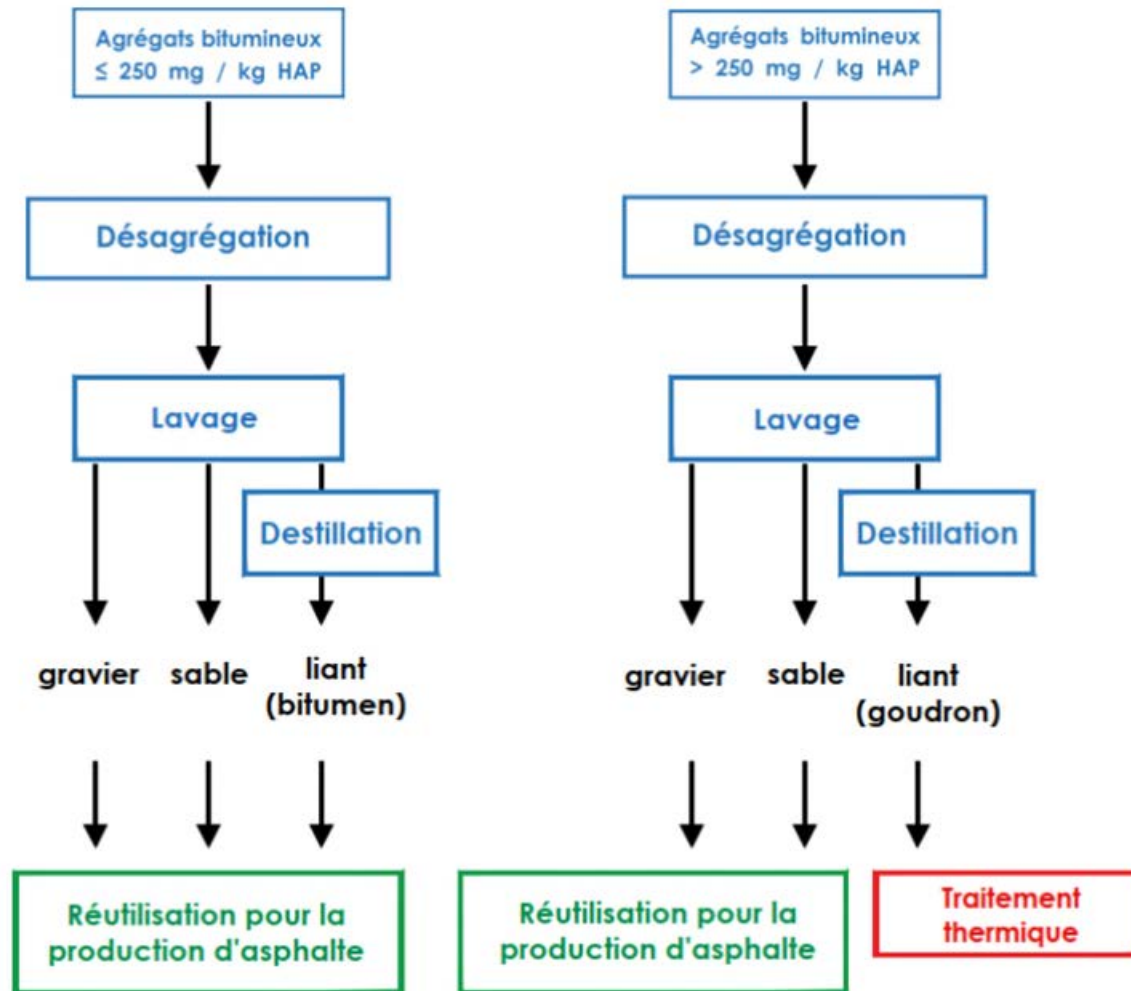 Agrégats bitumineux
≤ 250 mg / kg HAP
Désagrégation
Lavage
Destillation
gravier
sable
liant
(bitumen)
Réutilisation pour la
production d'asphalte
Agrégats bitumineux
> 250 mg / kg HAP
Désagrégation
Lavage
Destillation
gravier
sable
liant
(goudron)
Réutilisation pour la
production d'asphalte
Traitement
thermique